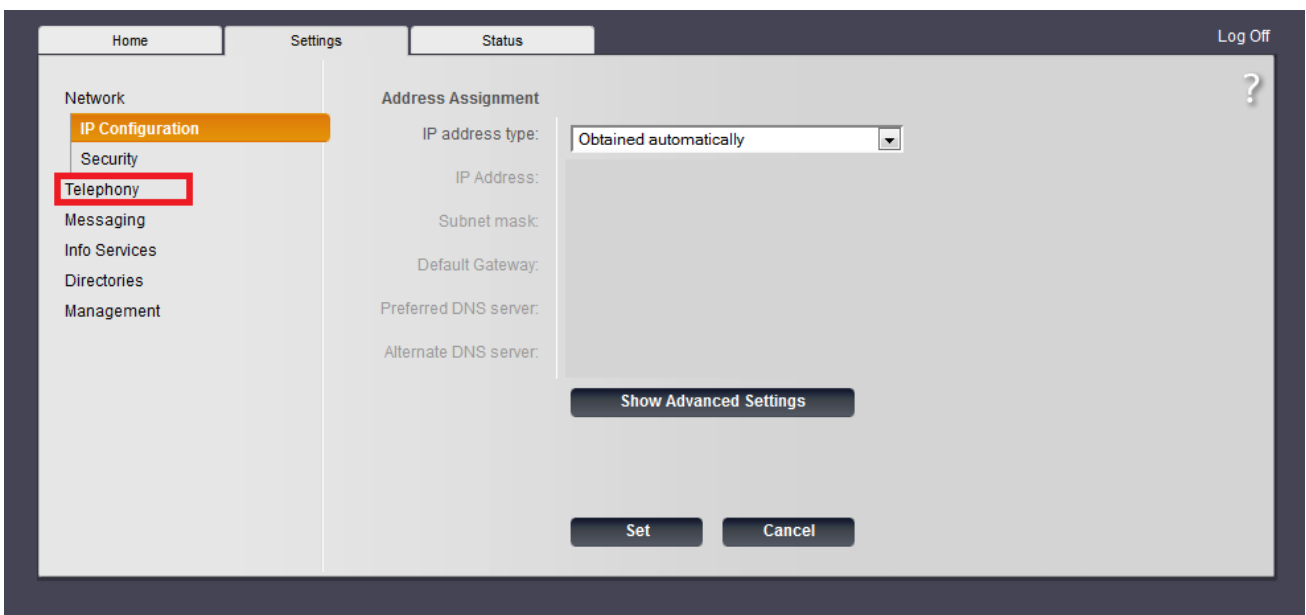 Home Settings Status Log Off
?
Network
IP Configuration
Security
Telephony
Messaging
Info Services
Directories
Management
Address Assignment
IP address type: Obtained automatically
IP Address:
Subnet mask:
Default Gateway:
Preferred DNS server:
Alternate DNS server:
Show Advanced Settings
Set Cancel